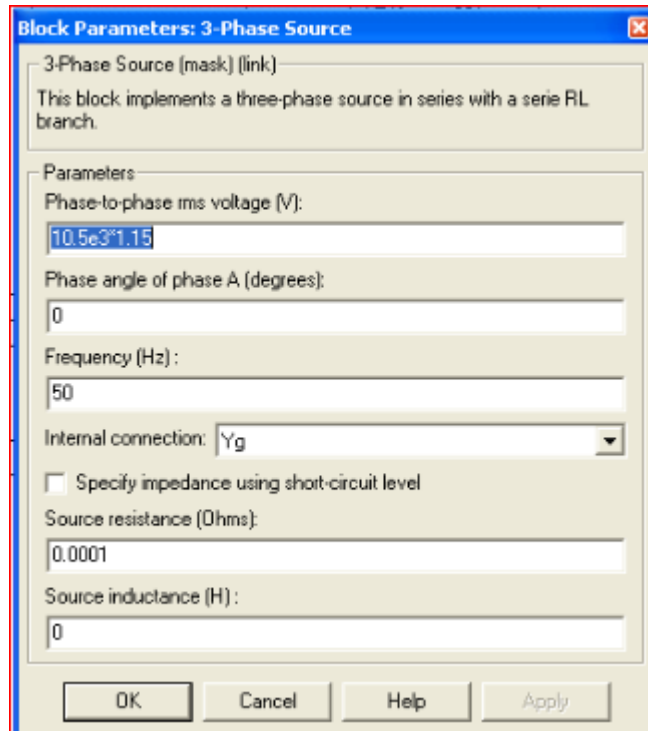 Block Parameters: 3-Phase Source
3-Phase Source (mask) (link)
This block implements a three-phase source in series with a serie RL
branch.
Parameters
Phase-to-phase rms voltage (V):
10.5e3*1.15
Phase angle of phase A (degrees):
0
Frequency (Hz) :
50
Internal connection: Yg
Specify impedance using short-circuit level
Source resistance (Ohms):
0.0001
Source inductance (H) :
0
OK Cancel Help Apply